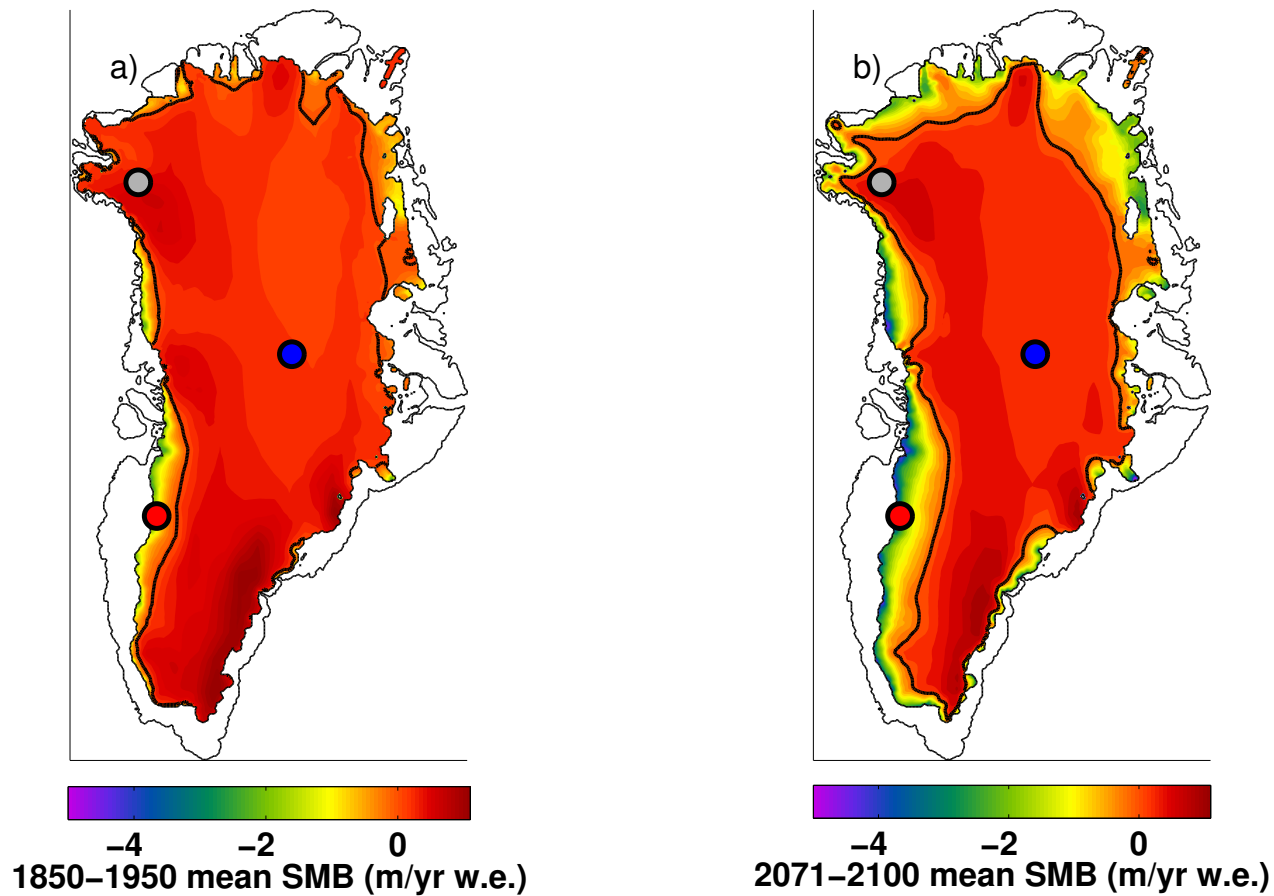 a)
b)
−4 −2 0
1850−1950 mean SMB (m/yr w.e.)
−4 −2 0
2071−2100 mean SMB (m/yr w.e.)